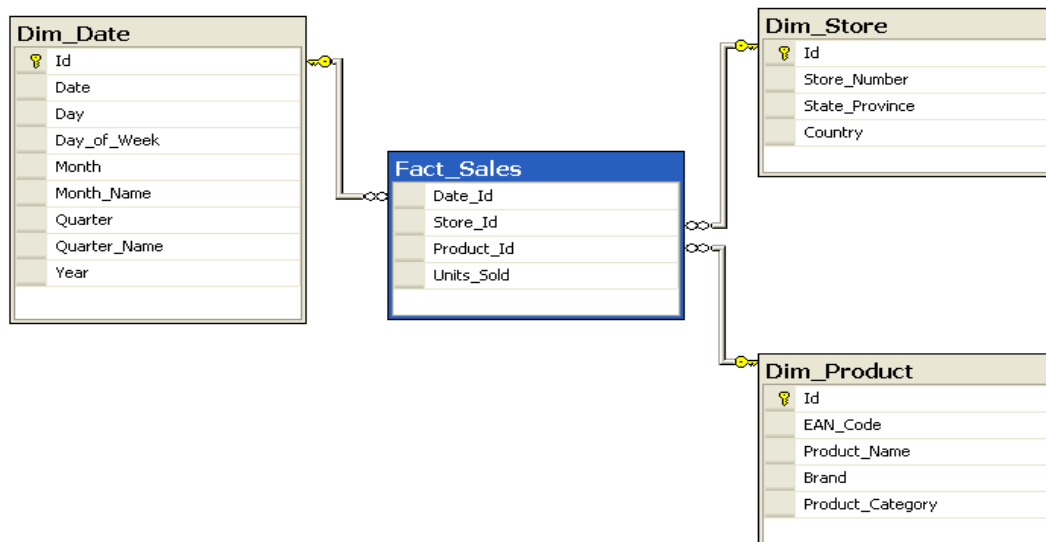 Dim_Date
Id
Date
Day
Day_of_Week
Month
Month_Name
Quarter
Quarter_Name
Year
Fact_Sales
Date_Id
Store_Id
Product_Id
Units_Sold
Dim_Store
Id
Store_Number
State_Province
Country
Dim_Product
Id
EAN_Code
Product_Name
Brand
Product_Category